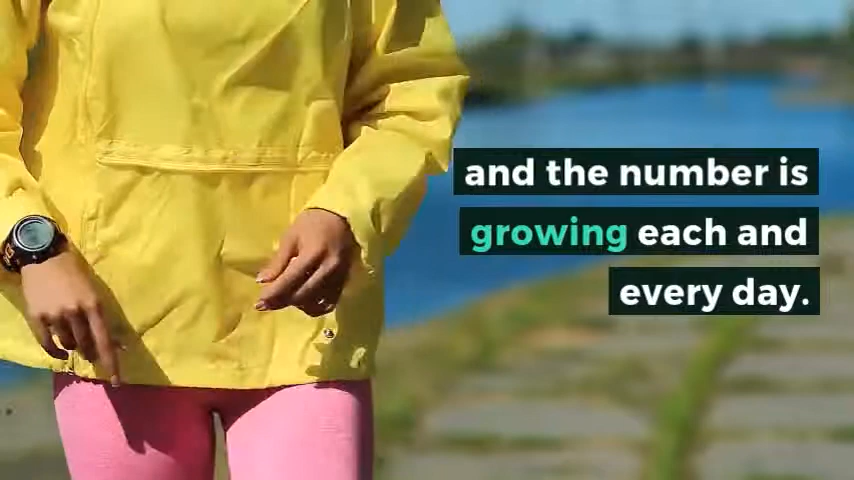 and the number is
growing each and
every day.